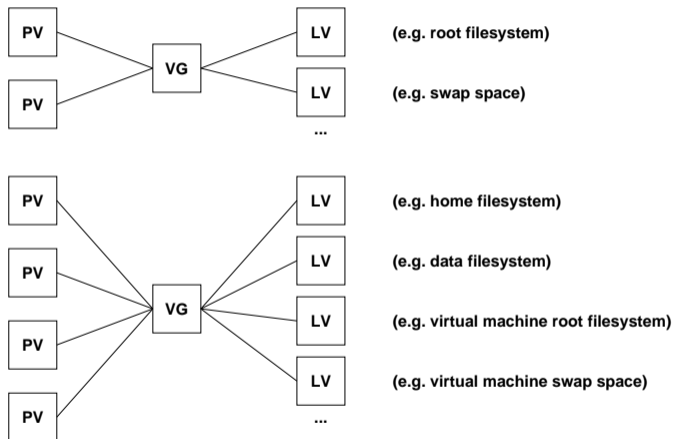 PV LV (e.g. root filesystem)
VG
PV LV (e.g. swap space)
...
PV LV (e.g. home filesystem)
PV LV (e.g. data filesystem)
VG
PV LV (e.g. virtual machine root filesystem)
LV (e.g. virtual machine swap space)
PV
...